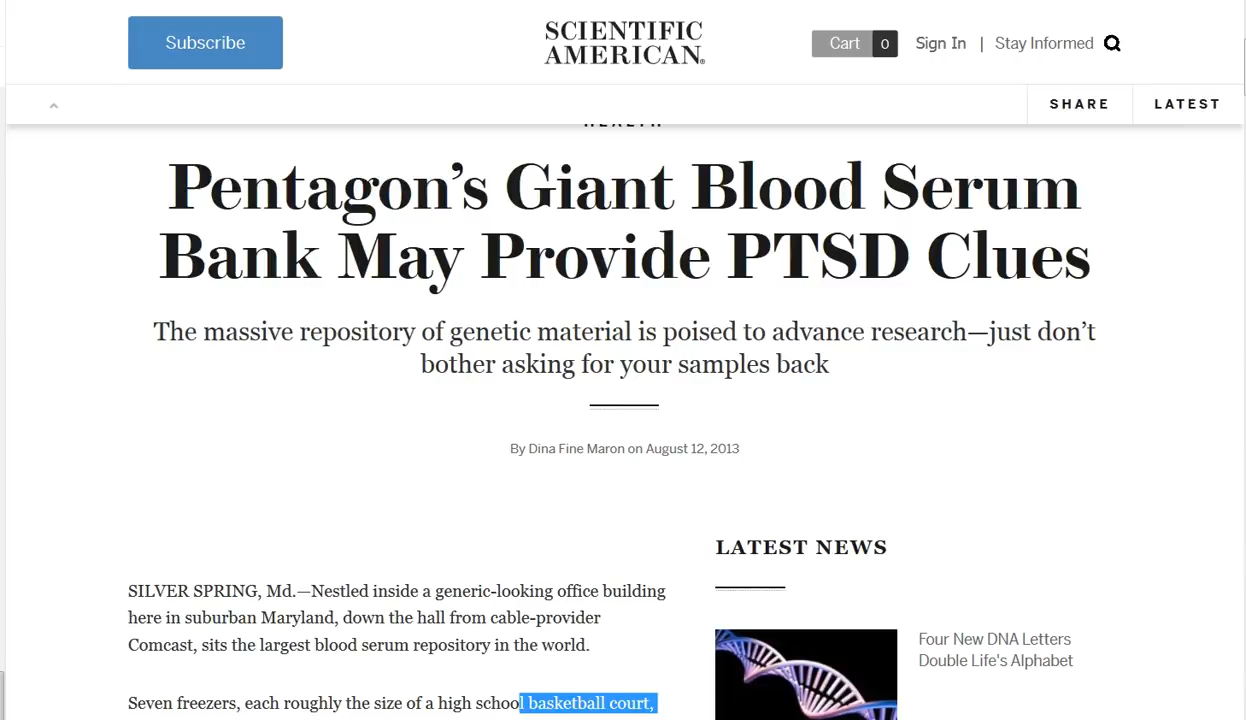 Subscribe
SCIENTIFIC
AMERICAN®
Cart 0
Sign In | Stay Informed
SHARE
LATEST
HEALTH
Pentagon’s Giant Blood Serum
Bank May Provide PTSD Clues
The massive repository of genetic material is poised to advance research—just don’t
bother asking for your samples back
By Dina Fine Maron on August 12, 2013
SILVER SPRING, Md.—Nestled inside a generic-looking office building
here in suburban Maryland, down the hall from cable-provider
Comcast, sits the largest blood serum repository in the world.
Seven freezers, each roughly the size of a high school basketball court,
LATEST NEWS
Four New DNA Letters
Double Life's Alphabet